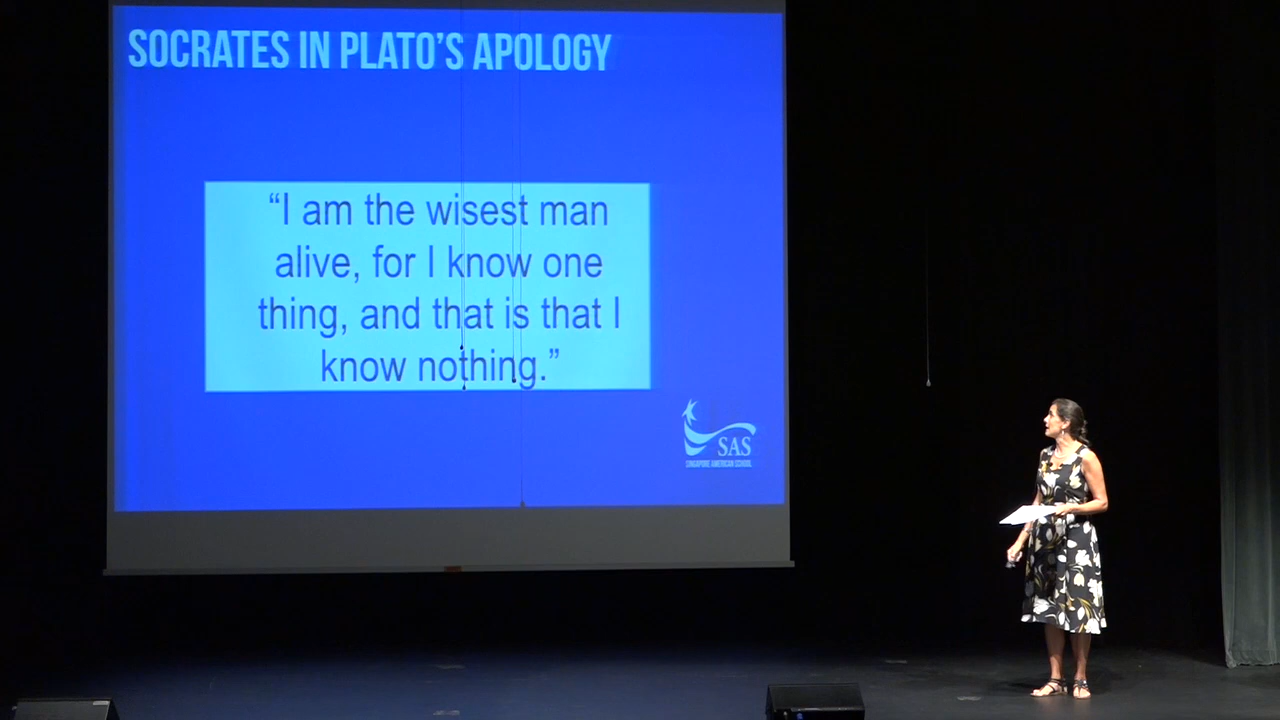 SOCRATES IN PLATO'S APOLOGY
“I am the wisest man
alive, for I know one
thing, and that is that I
know nothing.”
SAS
SINGAPORE AMERICAN SCHOOL